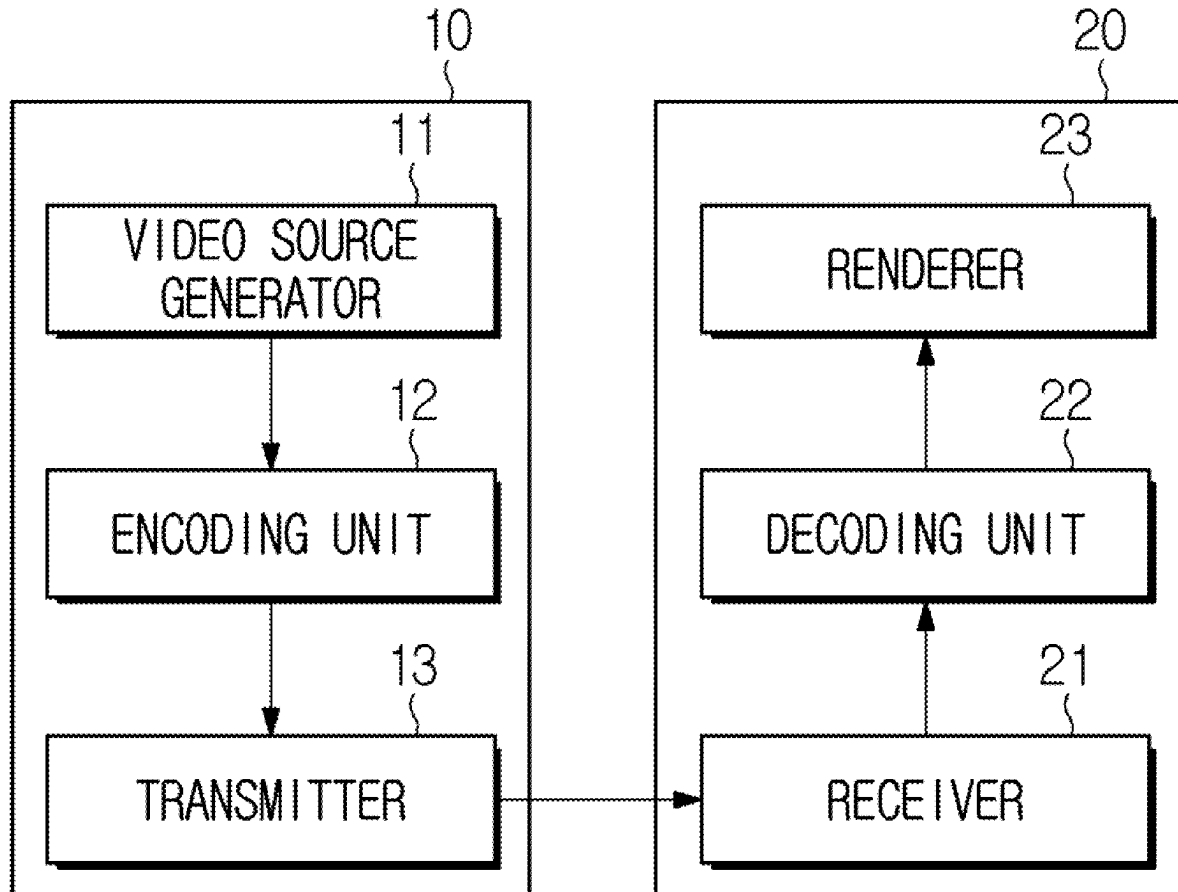 10
11
VIDEO SOURCE
GENERATOR
12
ENCODING UNIT
13
TRANSMITTER
20
23
RENDERER
22
DECODING UNIT
21
RECEIVER